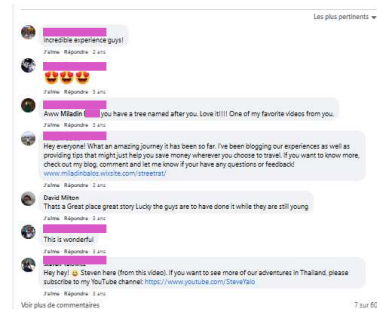 Les plus pertinents
Incredible experience guys!
J'aime Répondre 2 ans
😍😍😍
J'aime Répondre 3 ans
Aww Miladin you have a tree named after you. Love it!!!! One of my favorite videos from you.
J'aime Répondre 3 ans
Hey everyone! What an amazing journey it has been so far. I've been blogging our experiences as well as
providing tips that might just help you save money wherever you choose to travel. If you want to know more,
check out my blog, comment and let me know if you have any questions or feedback!
www.miladinbalos.wixsite.com/streetrat/
J'aime Répondre 2 ans
David Milton
Thats a Great place great story Lucky the guys are to have done it while they are still young
J'aime Répondre 3 ans
This is wonderful
J'aime Répondre 3 ans
Hey hey! 😀 Steven here (from this video). If you want to see more of our adventures in Thailand, please
subscribe to my YouTube channel: https://www.youtube.com/SteveYalo
J'aime Répondre 3 ans
Voir plus de commentaires
7 sur 60